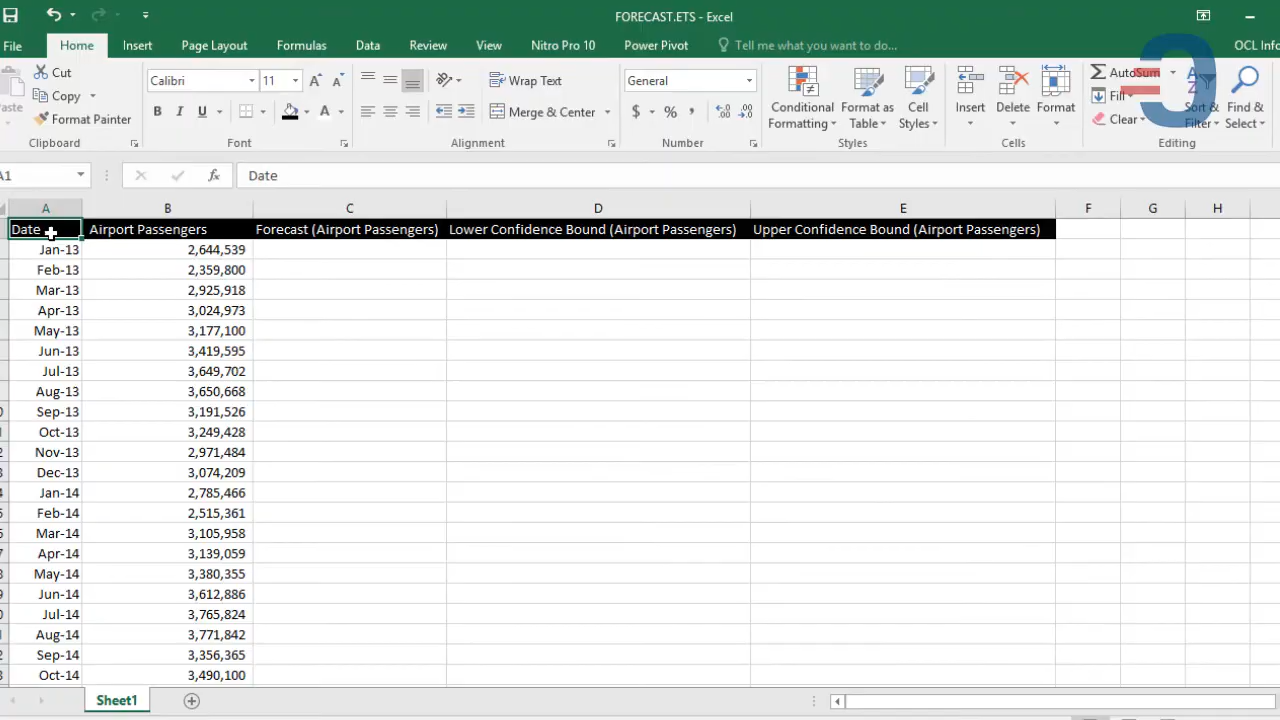 FORECAST.ETS - Excel
File Home Insert Page Layout Formulas Data Review View Nitro Pro 10 Power Pivot Tell me what you want to do... OCL Info
Paste
Cut
Copy
Format Painter
Clipboard
Calibri 11
B I U A
Font
Wrap Text
Merge & Center
Alignment
General
$ % ,
Number
Conditional Formatting
Format as Table
Cell Styles
Styles
Insert
Delete
Format
Cells
AutoSum
Fill
Clear
Sort & Filter
Find & Select
Editing
A1 fx Date
A B C D E F G H
Date Airport Passengers Forecast (Airport Passengers) Lower Confidence Bound (Airport Passengers) Upper Confidence Bound (Airport Passengers)
Jan-13 2,644,539
Feb-13 2,359,800
Mar-13 2,925,918
Apr-13 3,024,973
May-13 3,177,100
Jun-13 3,419,595
Jul-13 3,649,702
Aug-13 3,650,668
Sep-13 3,191,526
Oct-13 3,249,428
Nov-13 2,971,484
Dec-13 3,074,209
Jan-14 2,785,466
Feb-14 2,515,361
Mar-14 3,105,958
Apr-14 3,139,059
May-14 3,380,355
Jun-14 3,612,886
Jul-14 3,765,824
Aug-14 3,771,842
Sep-14 3,356,365
Oct-14 3,490,100
Sheet1